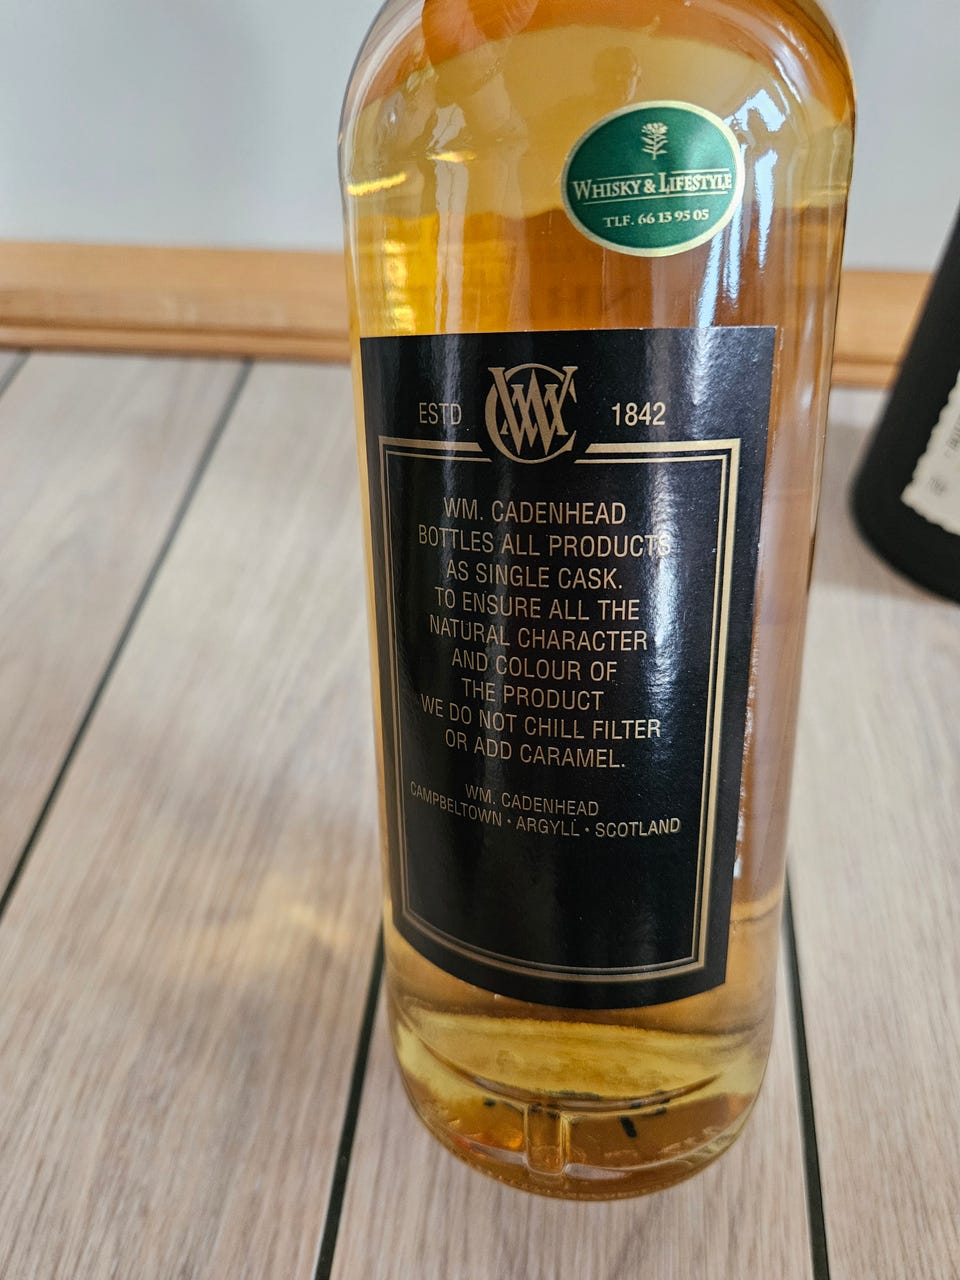 WHISKY & LIFESTYLE
TLF. 66 13 95 05
ESTD WC 1842
WM. CADENHEAD
BOTTLES ALL PRODUCTS
AS SINGLE CASK.
TO ENSURE ALL THE
NATURAL CHARACTER
AND COLOUR OF
THE PRODUCT
WE DO NOT CHILL FILTER
OR ADD CARAMEL.
WM. CADENHEAD
CAMPBELTOWN • ARGYLL • SCOTLAND